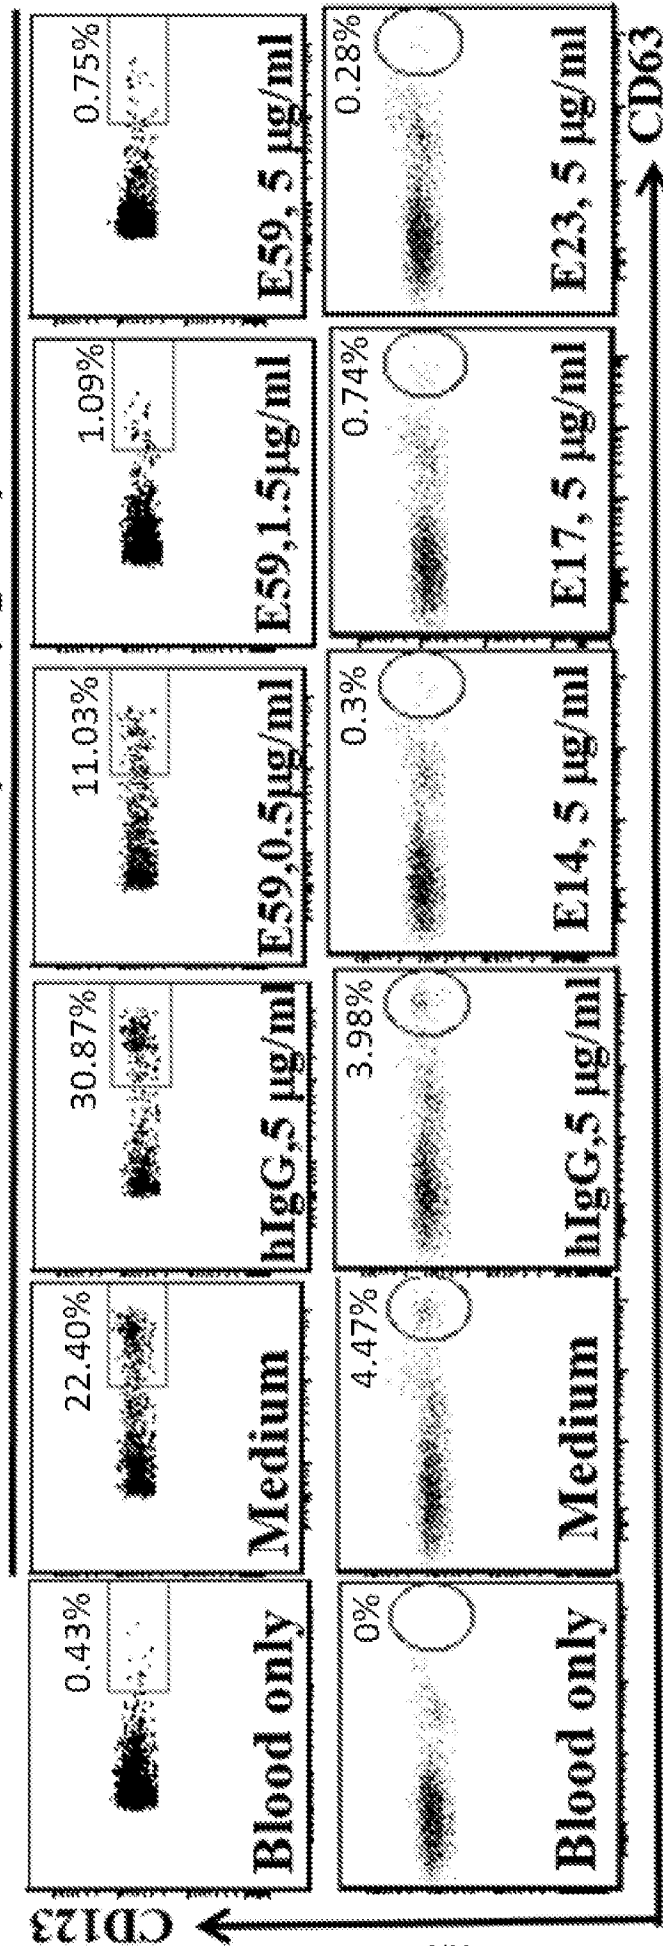 CD123
0.43%
Blood only
22.40%
Medium
30.87%
hIgG,5 µg/ml
11.03%
E59,0.5µg/ml
1.09%
E59,1.5µg/ml
0.75%
E59, 5 µg/ml
0%
Blood only
4.47%
Medium
3.98%
hIgG,5 µg/ml
0.3%
E14, 5 µg/ml
0.74%
E17, 5 µg/ml
0.28%
E23, 5 µg/ml
CD63